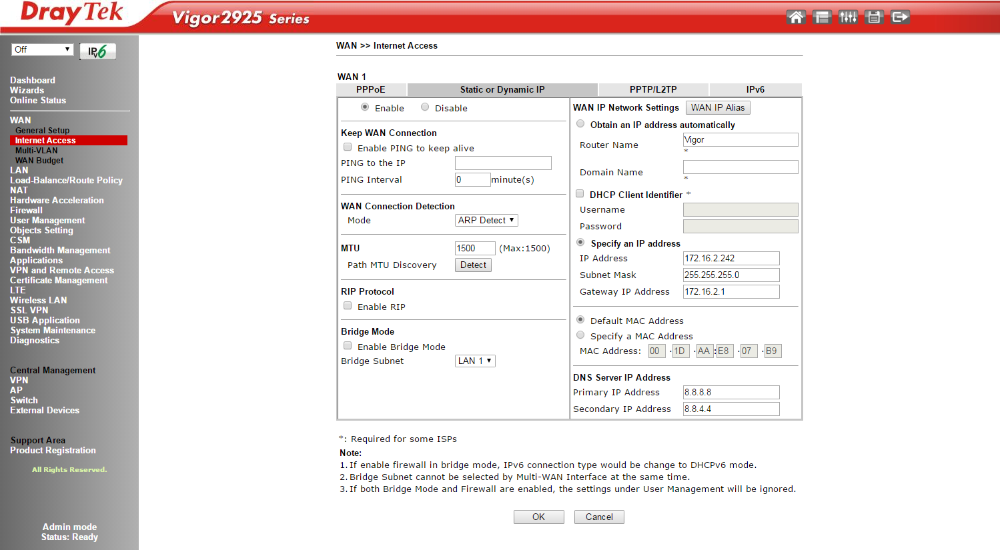 DrayTek
Vigor2925 Series
Off
IPv6
Dashboard
Wizards
Online Status
WAN
General Setup
Internet Access
Multi-VLAN
WAN Budget
LAN
Load-Balance/Route Policy
NAT
Hardware Acceleration
Firewall
User Management
Objects Setting
CSM
Bandwidth Management
Applications
VPN and Remote Access
Certificate Management
LTE
Wireless LAN
SSL VPN
USB Application
System Maintenance
Diagnostics
Central Management
VPN
AP
Switch
External Devices
Support Area
Product Registration
All Rights Reserved.
Admin mode
Status: Ready
WAN >> Internet Access
WAN 1
PPPoE
Static or Dynamic IP
PPTP/L2TP
IPv6
Enable Disable
Keep WAN Connection
Enable PING to keep alive
PING to the IP
PING Interval 0 minute(s)
WAN Connection Detection
Mode ARP Detect
MTU 1500 (Max:1500)
Path MTU Discovery Detect
RIP Protocol
Enable RIP
Bridge Mode
Enable Bridge Mode
Bridge Subnet LAN 1
WAN IP Network Settings WAN IP Alias
Obtain an IP address automatically
Router Name Vigor
*
Domain Name
*
DHCP Client Identifier *
Username
Password
Specify an IP address
IP Address 172.16.2.242
Subnet Mask 255.255.255.0
Gateway IP Address 172.16.2.1
Default MAC Address
Specify a MAC Address
MAC Address: 00 ·1D ·AA:E8 ·07 ·B9
DNS Server IP Address
Primary IP Address 8.8.8.8
Secondary IP Address 8.8.4.4
*: Required for some ISPs
Note:
1. If enable firewall in bridge mode, IPv6 connection type would be change to DHCPv6 mode.
2. Bridge Subnet cannot be selected by Multi-WAN Interface at the same time.
3. If both Bridge Mode and Firewall are enabled, the settings under User Management will be ignored.
OK Cancel